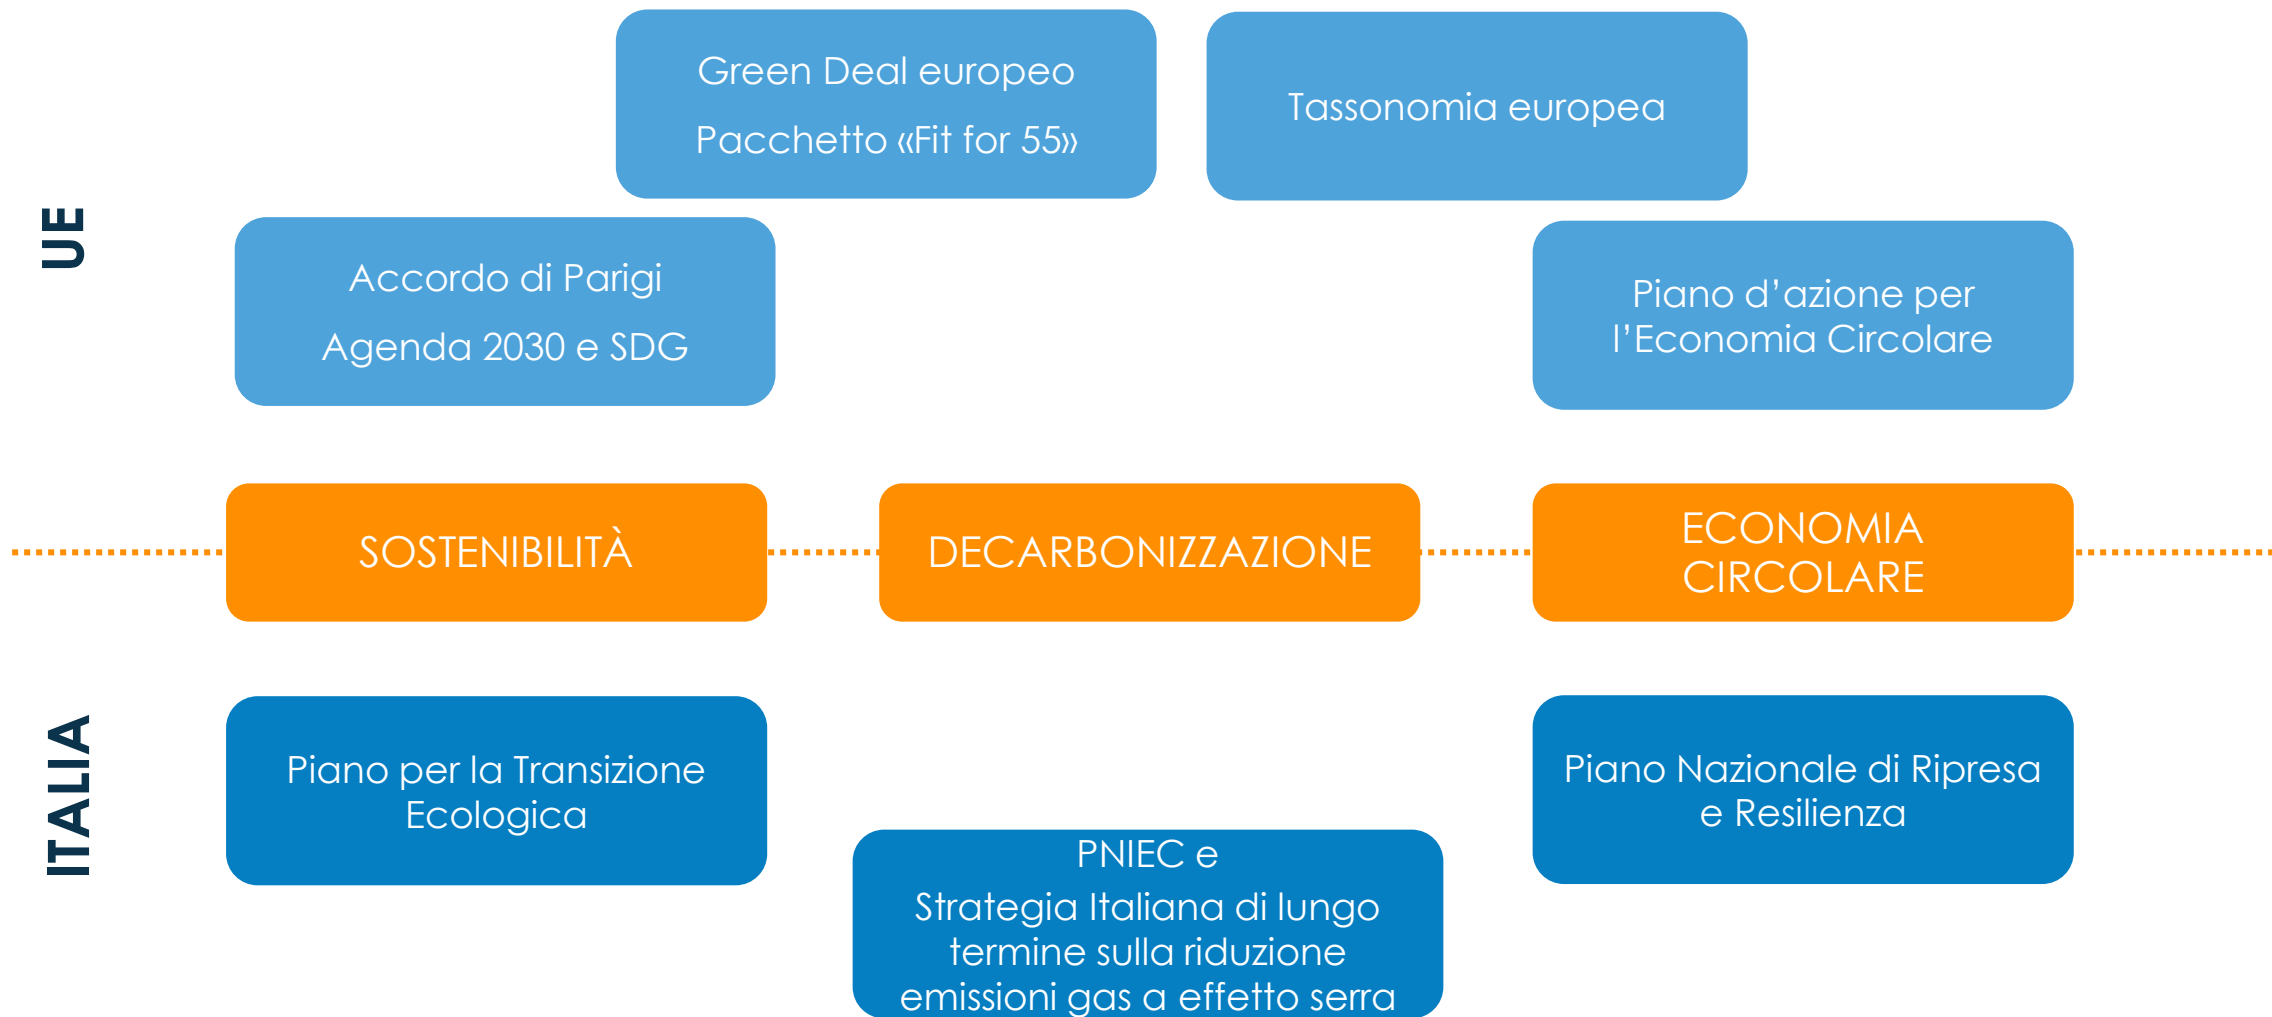 UE
Green Deal europeo
Pacchetto «Fit for 55»
Tassonomia europea
Accordo di Parigi
Agenda 2030 e SDG
Piano d’azione per
l’Economia Circolare
SOSTENIBILITÀ
DECARBONIZZAZIONE
ECONOMIA
CIRCOLARE
ITALIA
Piano per la Transizione
Ecologica
PNIEC e
Strategia Italiana di lungo
termine sulla riduzione
emissioni gas a effetto serra
Piano Nazionale di Ripresa
e Resilienza